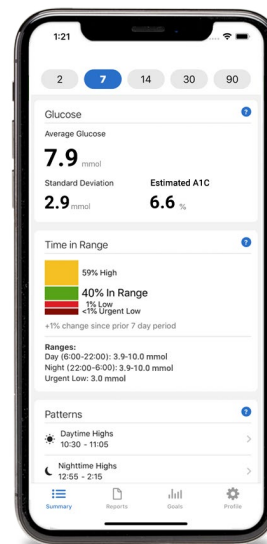 1:21
2 7 14 30 90
Glucose ?
Average Glucose
7.9 mmol
Standard Deviation Estimated A1C
2.9 mmol 6.6 %
Time in Range ?
59% High
40% In Range
1% Low
<1% Urgent Low
+1% change since prior 7 day period
Ranges:
Day (6:00-22:00): 3.9-10.0 mmol
Night (22:00-6:00): 3.9-10.0 mmol
Urgent Low: 3.0 mmol
Patterns ?
Daytime Highs
10:30 - 11:05
Nighttime Highs
12:55 - 2:15
Summary Reports Goals Profile